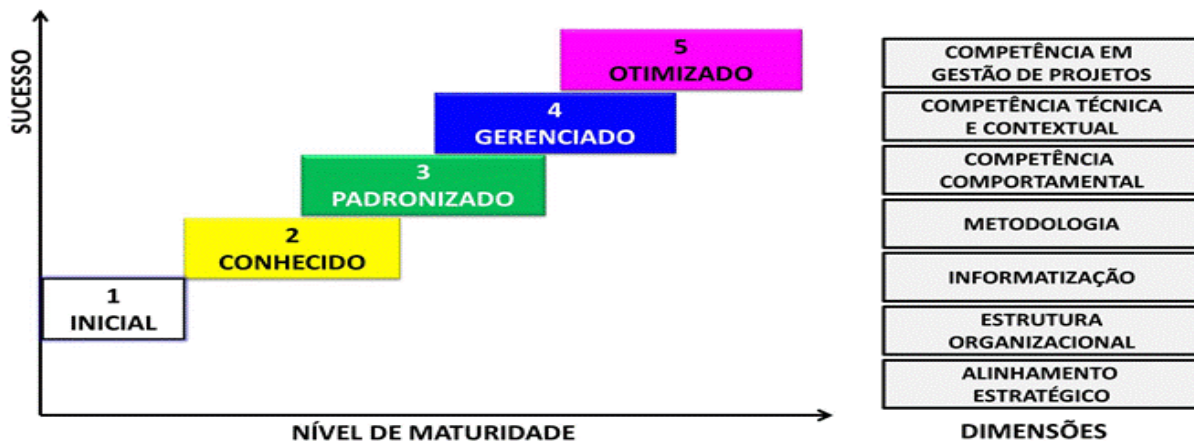 SUCESSO
5
OTIMIZADO
4
GERENCIADO
3
PADRONIZADO
2
CONHECIDO
1
INICIAL
NÍVEL DE MATURIDADE
COMPETÊNCIA EM
GESTÃO DE PROJETOS
COMPETÊNCIA TÉCNICA
E CONTEXTUAL
COMPETÊNCIA
COMPORTAMENTAL
METODOLOGIA
INFORMATIZAÇÃO
ESTRUTURA
ORGANIZACIONAL
ALINHAMENTO
ESTRATÉGICO
DIMENSÕES